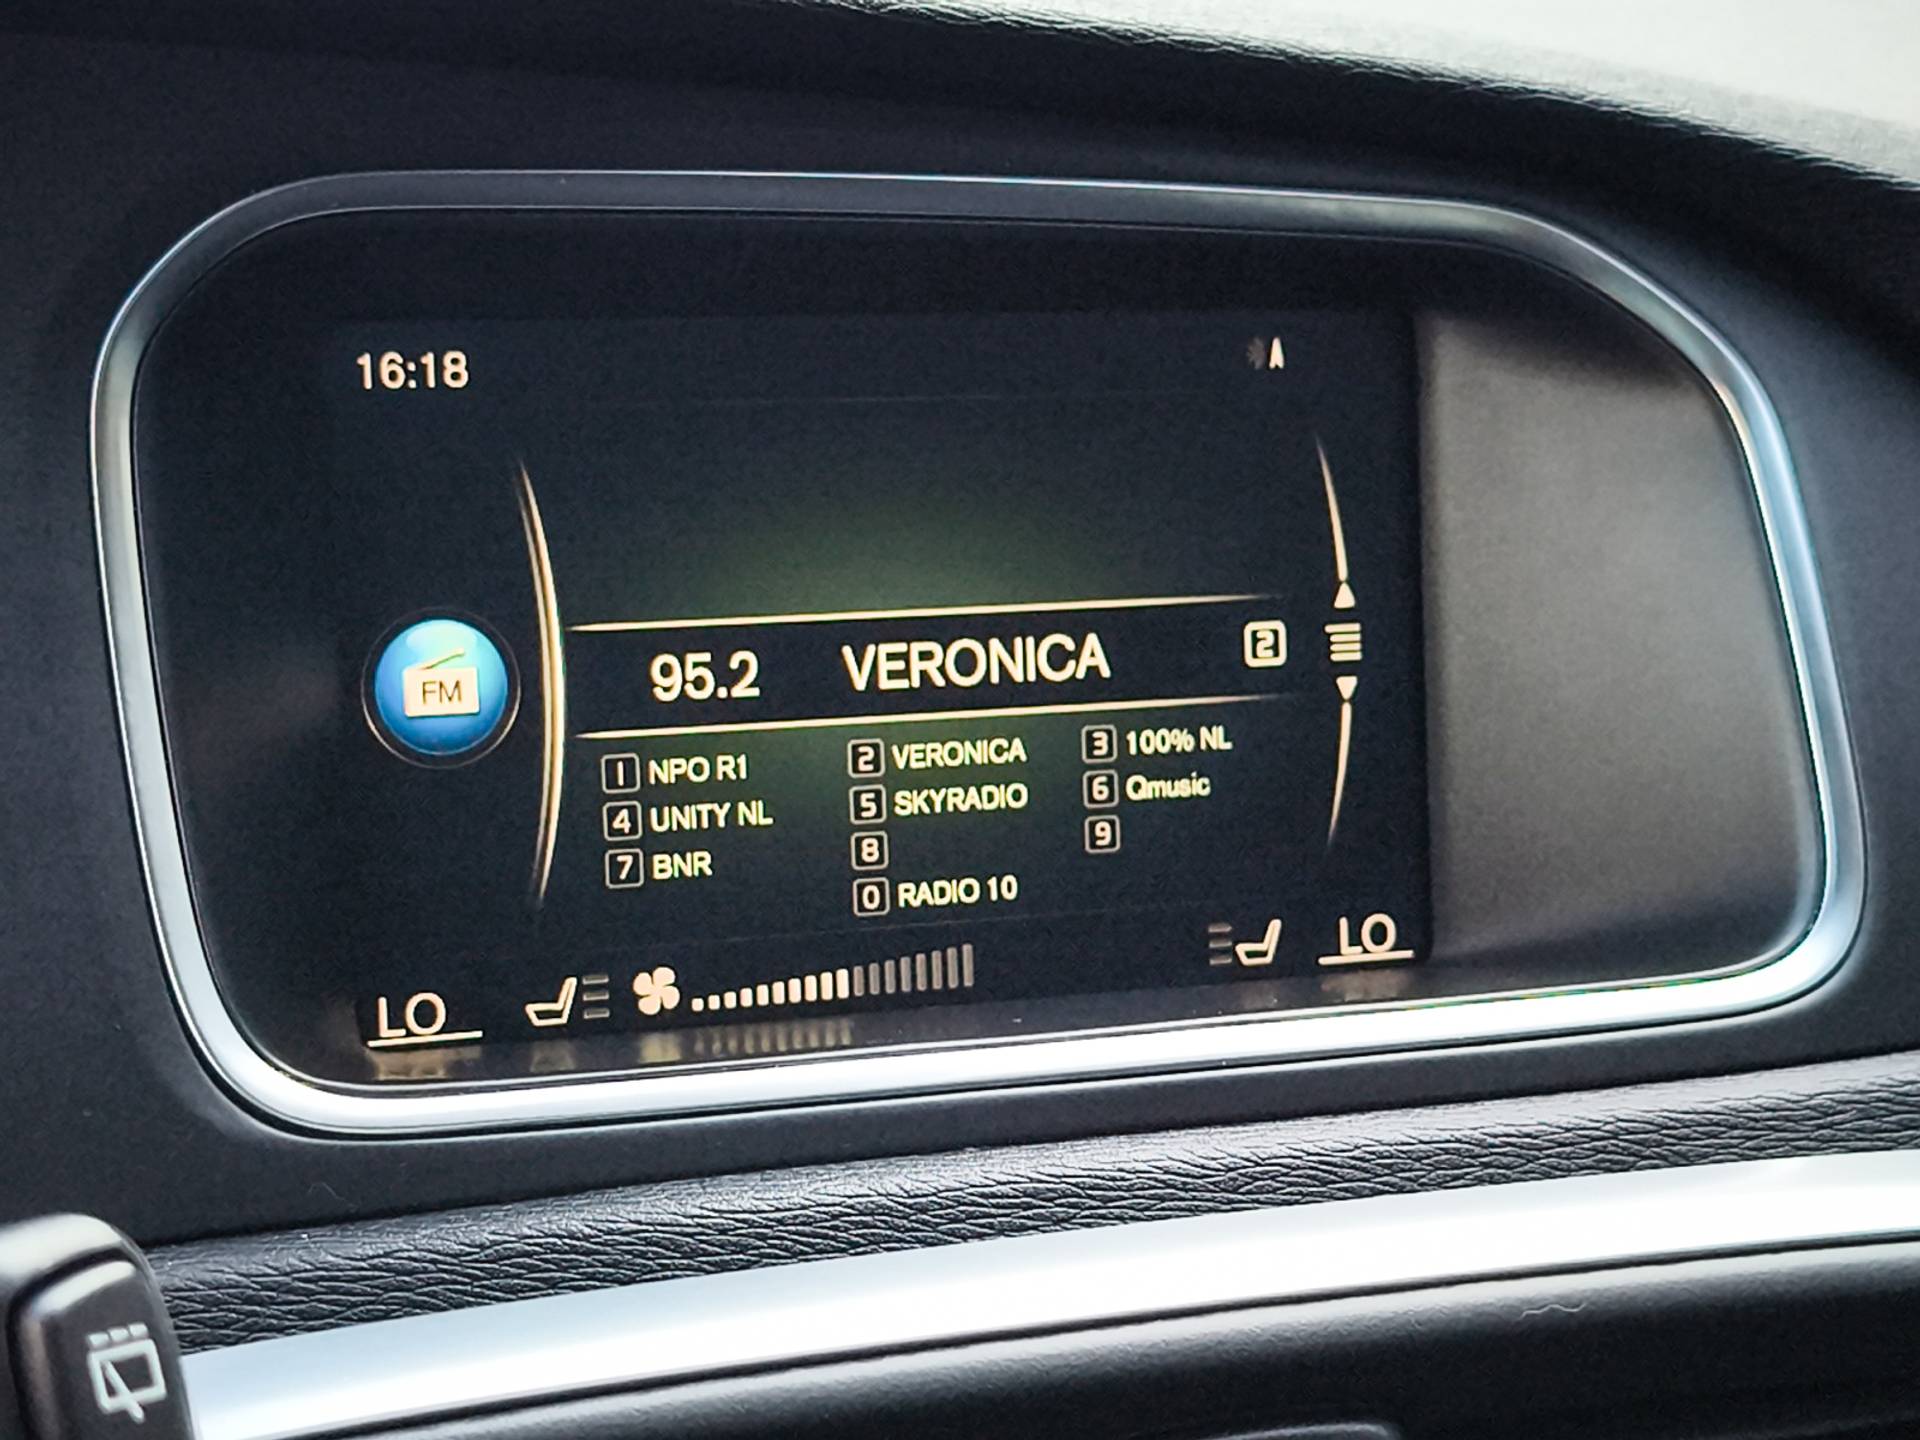 16:18
A
FM
95.2 VERONICA 2
1 NPO R1 2 VERONICA 3 100% NL
4 UNITY NL 5 SKYRADIO 6 Qmusic
7 BNR 8 9
0 RADIO 10
LO LO